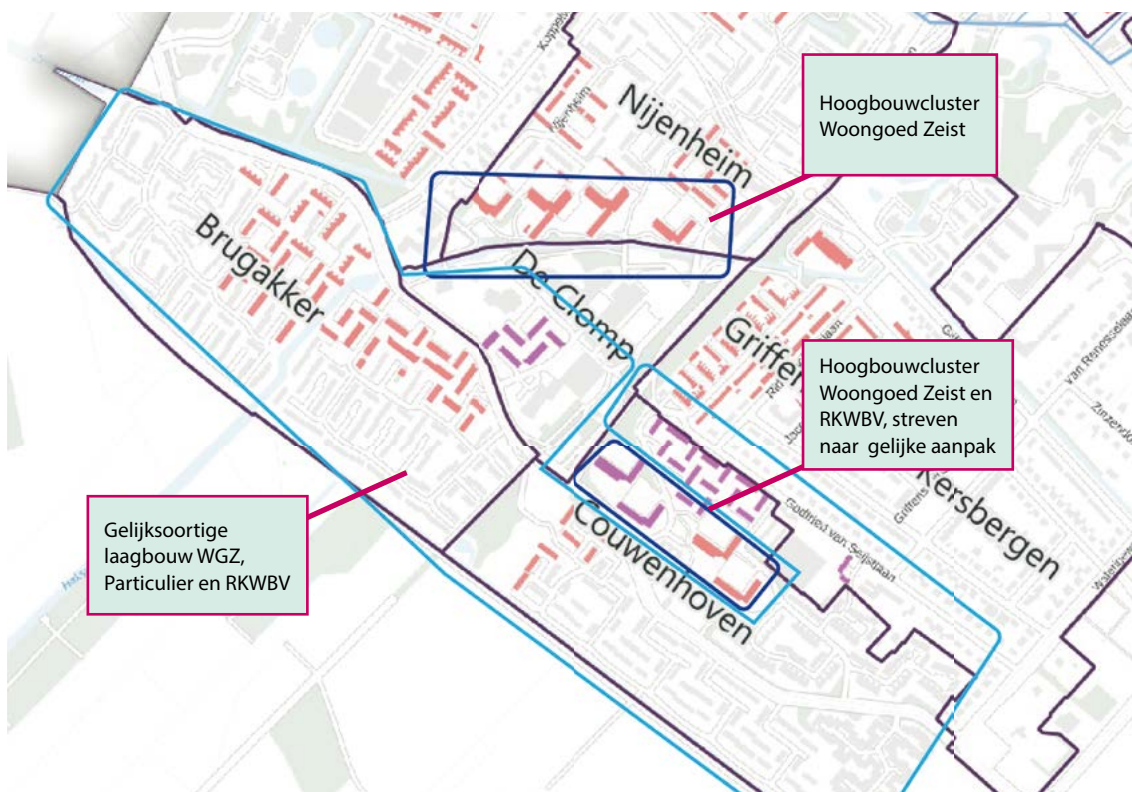 Hoogbouwcluster
Woongoed Zeist
Nijenheim
Nijenheim
Brugakker
De Clomp
Hoogbouwcluster
Woongoed Zeist en
RKWBV, streven
naar gelijke aanpak
van Renesselaan
Kersbergen
Godfried van Seijstlaan
Couwenhoven
Gelijksoortige
laagbouw WGZ,
Particulier en RKWBV